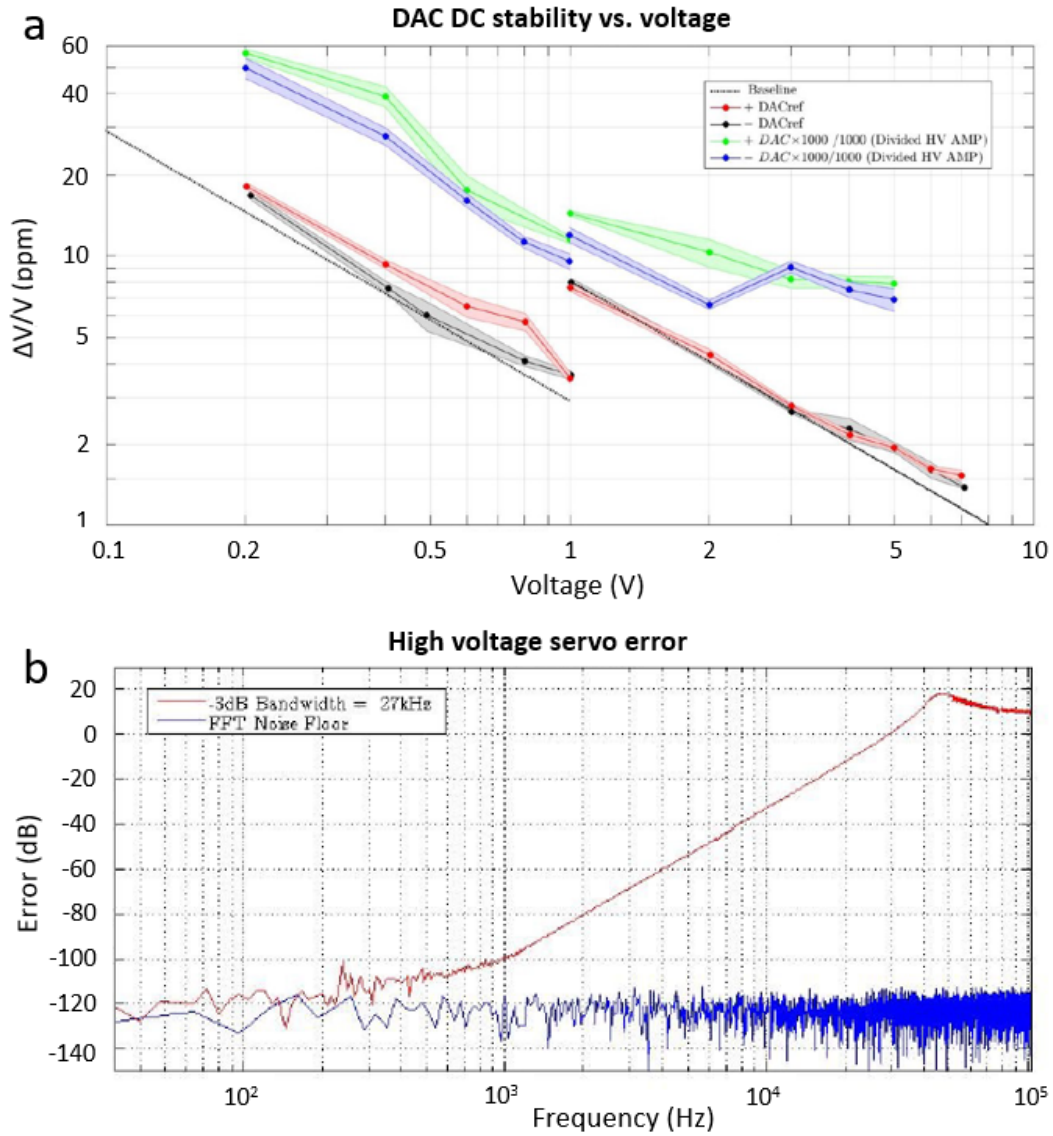 a
DAC DC stability vs. voltage
60
40
20
10
5
2
1
ΔV/V (ppm)
Baseline
+ DACref
− DACref
+ DAC×1000 /1000 (Divided HV AMP)
− DAC×1000/1000 (Divided HV AMP)
0.1 0.2 0.5 1 2 5 10
Voltage (V)
b
High voltage servo error
20
0
-20
-40
-60
-80
-100
-120
-140
Error (dB)
-3dB Bandwidth = 27kHz
FFT Noise Floor
10² 10³ 10⁴ 10⁵
Frequency (Hz)